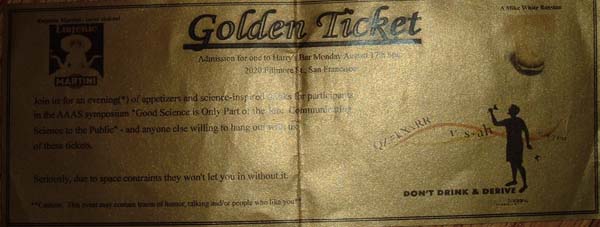 A Mike White Random
Golden Ticket
MARTINI
Admission for one to Harry's Bar Monday August 17th
2020 Fillmore St., San Francisco
Join us for an evening(*) of appetizers and science-inspired drinks for participants
in the AAAS symposium "Good Science is Only Part of the Communicating
Science to the Public" - and anyone else willing to hang out with us
of these tickets.
Seriously, due to space contraints they won't let you in without it.
DON'T DRINK & DERIVE
**Caution: This event may contain traces of humor, talking and/or people who like you**